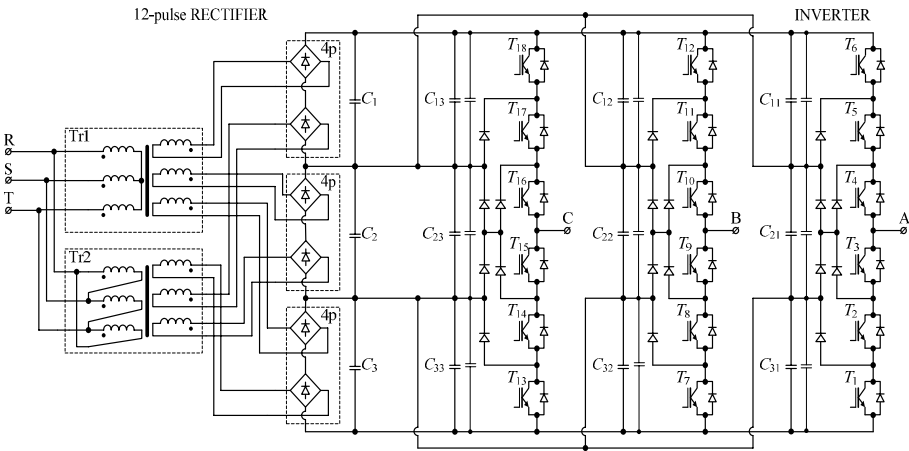 12-pulse RECTIFIER
INVERTER
4p
T18
T12
T6
C1
C13
C12
C11
T17
T11
T5
Tr1
R
S
T
4p
T16
T10
T4
C
B
A
C2
C23
C22
C21
T15
T9
T3
Tr2
4p
T14
T8
T2
C3
C33
C32
C31
T13
T7
T1